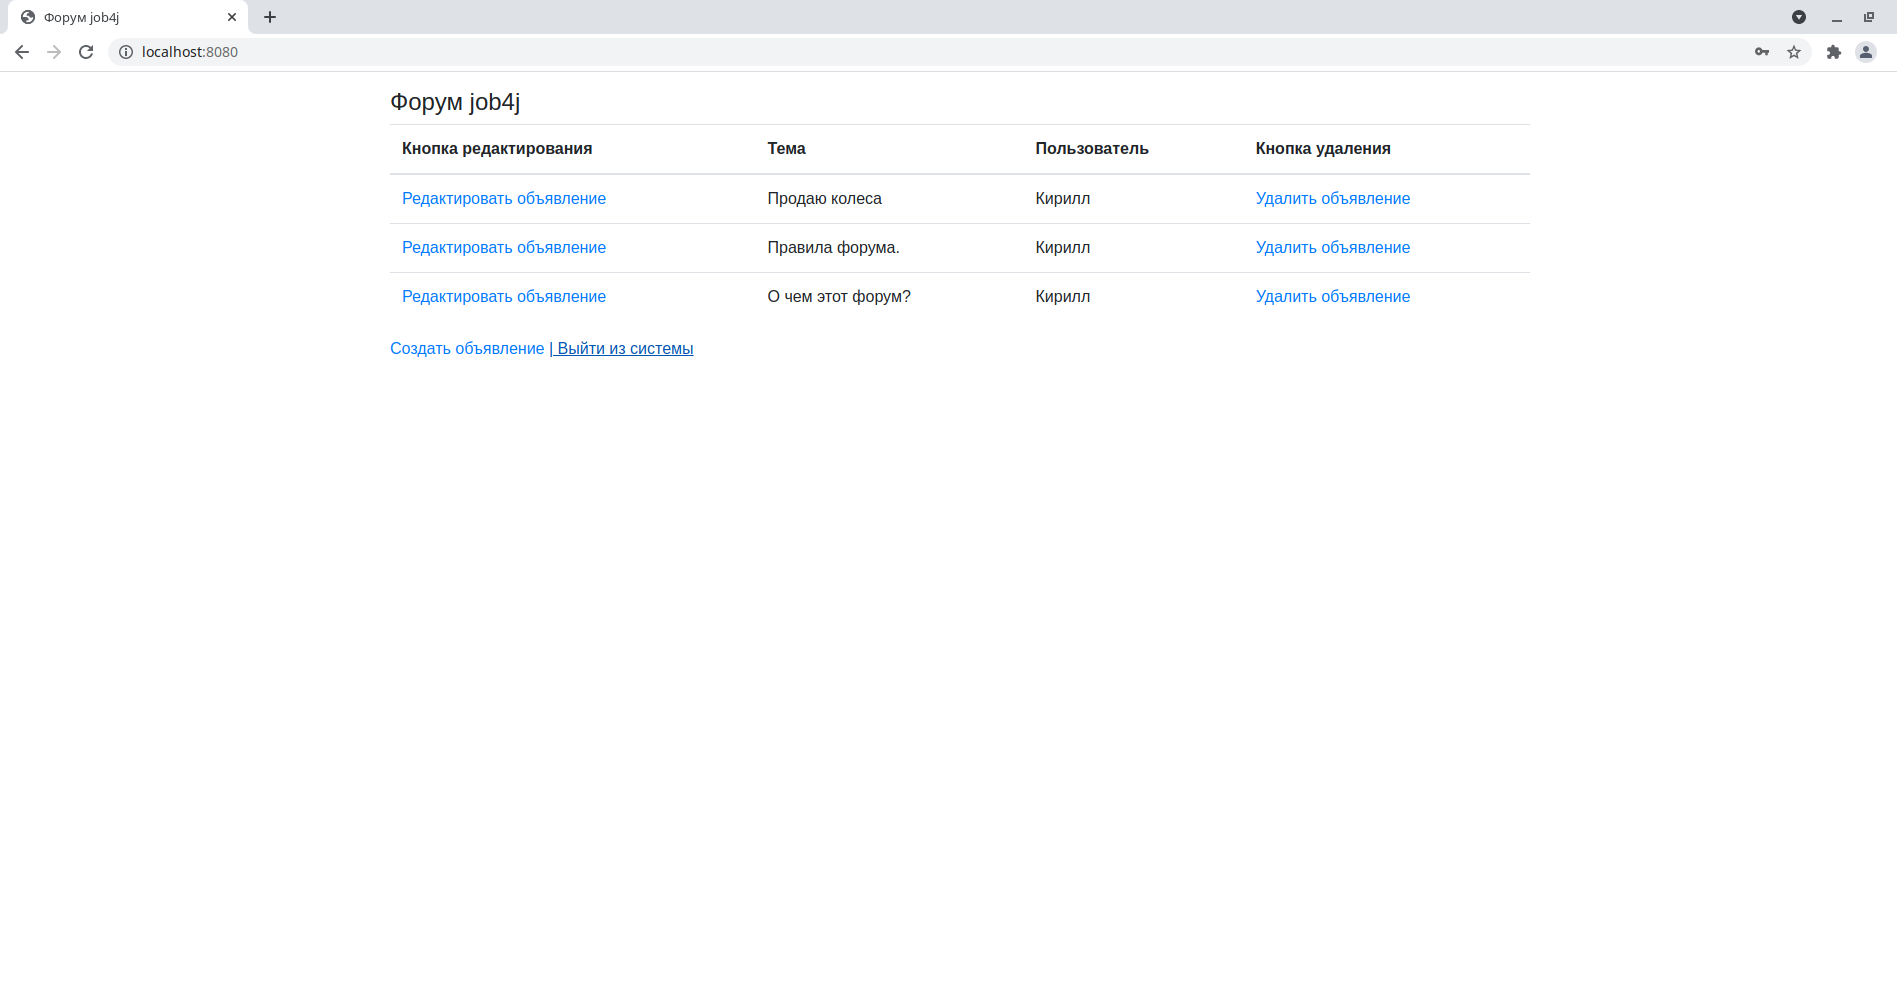 Форум job4j
localhost:8080
Форум job4j
Кнопка редактирования Тема Пользователь Кнопка удаления
Редактировать объявление Продаю колеса Кирилл Удалить объявление
Редактировать объявление Правила форума. Кирилл Удалить объявление
Редактировать объявление О чем этот форум? Кирилл Удалить объявление
Создать объявление | Выйти из системы